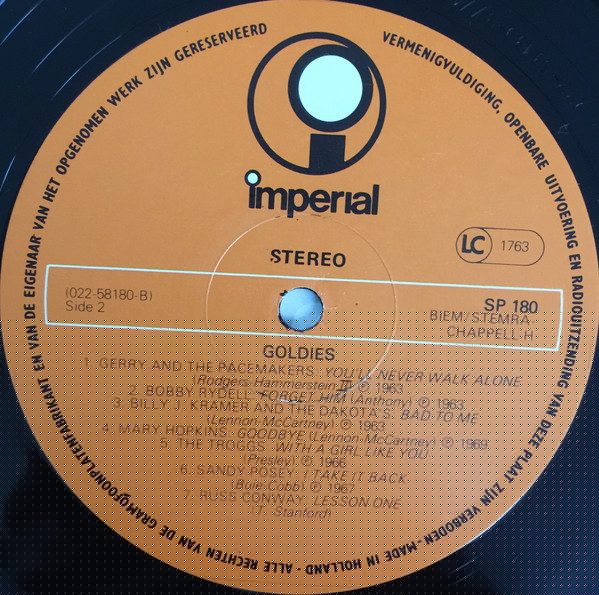 ALLE RECHTEN VAN DE GRAMOFOONPLATENFABRIKANT EN VAN DE EIGENAAR VAN HET OPGENOMEN WERK ZIJN GERESERVEERD
VERMENIGVULDIGING, OPENBARE UITVOERING EN RADIOUITZENDING VAN DEZE PLAAT ZIJN VERBODEN - MADE IN HOLLAND -
imperial
STEREO
LC 1763
(022-58180-B)
Side 2
SP 180
BIEM/STEMRA-
CHAPPELL-H
GOLDIES
1. GERRY AND THE PACEMAKERS: YOU'LL NEVER WALK ALONE
(Rodgers-Hammerstein II) Ⓟ 1963
2. BOBBY RYDELL: FORGET HIM (Anthony) Ⓟ 1963
3. BILLY J. KRAMER AND THE DAKOTA'S: BAD TO ME
(Lennon-McCartney) Ⓟ 1963
4. MARY HOPKINS: GOODBYE (Lennon-McCartney) Ⓟ 1969
5. THE TROGGS: WITH A GIRL LIKE YOU
(Presley) Ⓟ 1966
6. SANDY POSEY: I TAKE IT BACK
(Buie-Cobb) Ⓟ 1967
7. RUSS CONWAY: LESSON ONE
(T. Stanford)